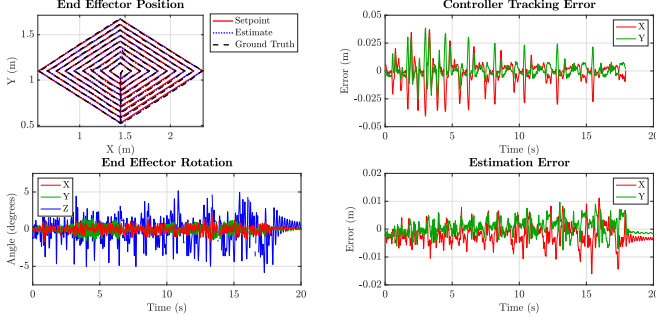 End Effector Position
Y (m)
1.5
1
0.5
1
1.5
2
X (m)
Setpoint
Estimate
Ground Truth
Controller Tracking Error
Error (m)
0.05
0.025
0
-0.025
-0.05
0
5
10
15
20
Time (s)
X
Y
End Effector Rotation
Angle (degrees)
5
0
-5
0
5
10
15
20
Time (s)
X
Y
Z
Estimation Error
Error (m)
0.02
0.01
0
-0.01
-0.02
0
5
10
15
20
Time (s)
X
Y